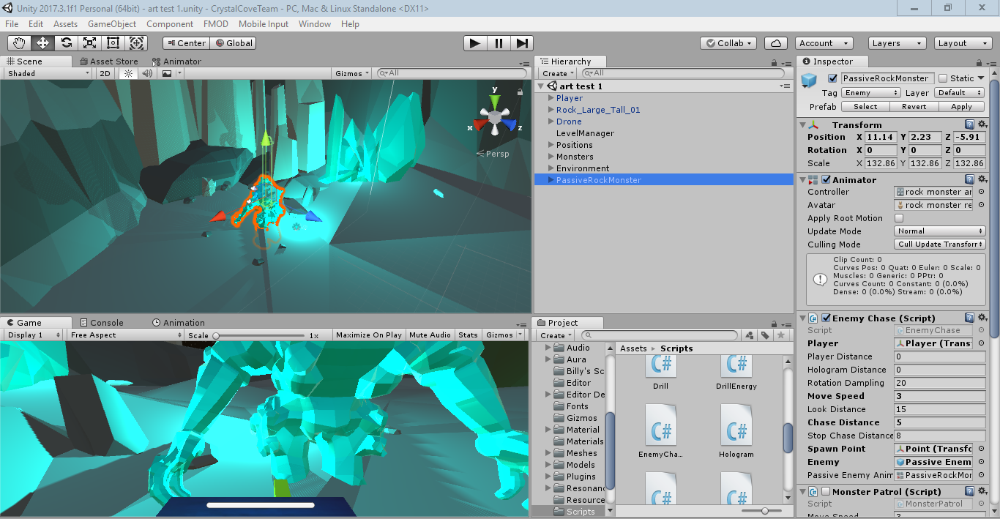 Unity 2017.3.1f1 Personal (64bit) - art test 1.unity - CrystalCoveTeam - PC, Mac & Linux Standalone <DX11>
File Edit Assets GameObject Component FMOD Mobile Input Window Help
Center Global Collab Account Layers Layout
Scene Asset Store Animator
Shaded 2D Gizmos All
y
x
z
Persp
Hierarchy
Create All
art test 1
Player
Rock_Large_Tall_01
Drone
LevelManager
Positions
Monsters
Environment
PassiveRockMonster
Inspector
PassiveRockMonster Static
Tag Enemy Layer Default
Prefab Select Revert Apply
Transform
Position X 11.14 Y 2.23 Z -5.91
Rotation X 0 Y 0 Z 0
Scale X 132.86 Y 132.86 Z 132.86
Animator
Controller rock monster an
Avatar rock monster re
Apply Root Motion
Update Mode Normal
Culling Mode Cull Update Transform
Clip Count: 0
Curves Pos: 0 Quat: 0 Euler: 0 Scale: 0
Muscles: 0 Generic: 0 PPtr: 0
Curves Count: 0 Constant: 0 (0.0%)
Dense: 0 (0.0%) Stream: 0 (0.0%)
Enemy Chase (Script)
Script EnemyChase
Player Player (Trans
Player Distance 0
Hologram Distance 0
Rotation Dampling 20
Move Speed 3
Look Distance 15
Chase Distance 5
Stop Chase Distance 8
Spawn Point Point (Transfo
Enemy Passive Enem
Passive Enemy Anim PassiveRockMon
Monster Patrol (Script)
Script MonsterPatrol
Move Speed 3
Game Console Animation
Display 1 Free Aspect Scale 1x Maximize On Play Mute Audio Stats Gizmos
Project
Create
Audio
Aura
Billy's Sc
Editor
Editor De
Fonts
Gizmos
Material
Materials
Meshes
Models
Plugins
Resonanc
Resource
Scripts
Assets Scripts
C# C#
Drill DrillEnergy
C# C#
EnemyCha... Hologram
C# C#